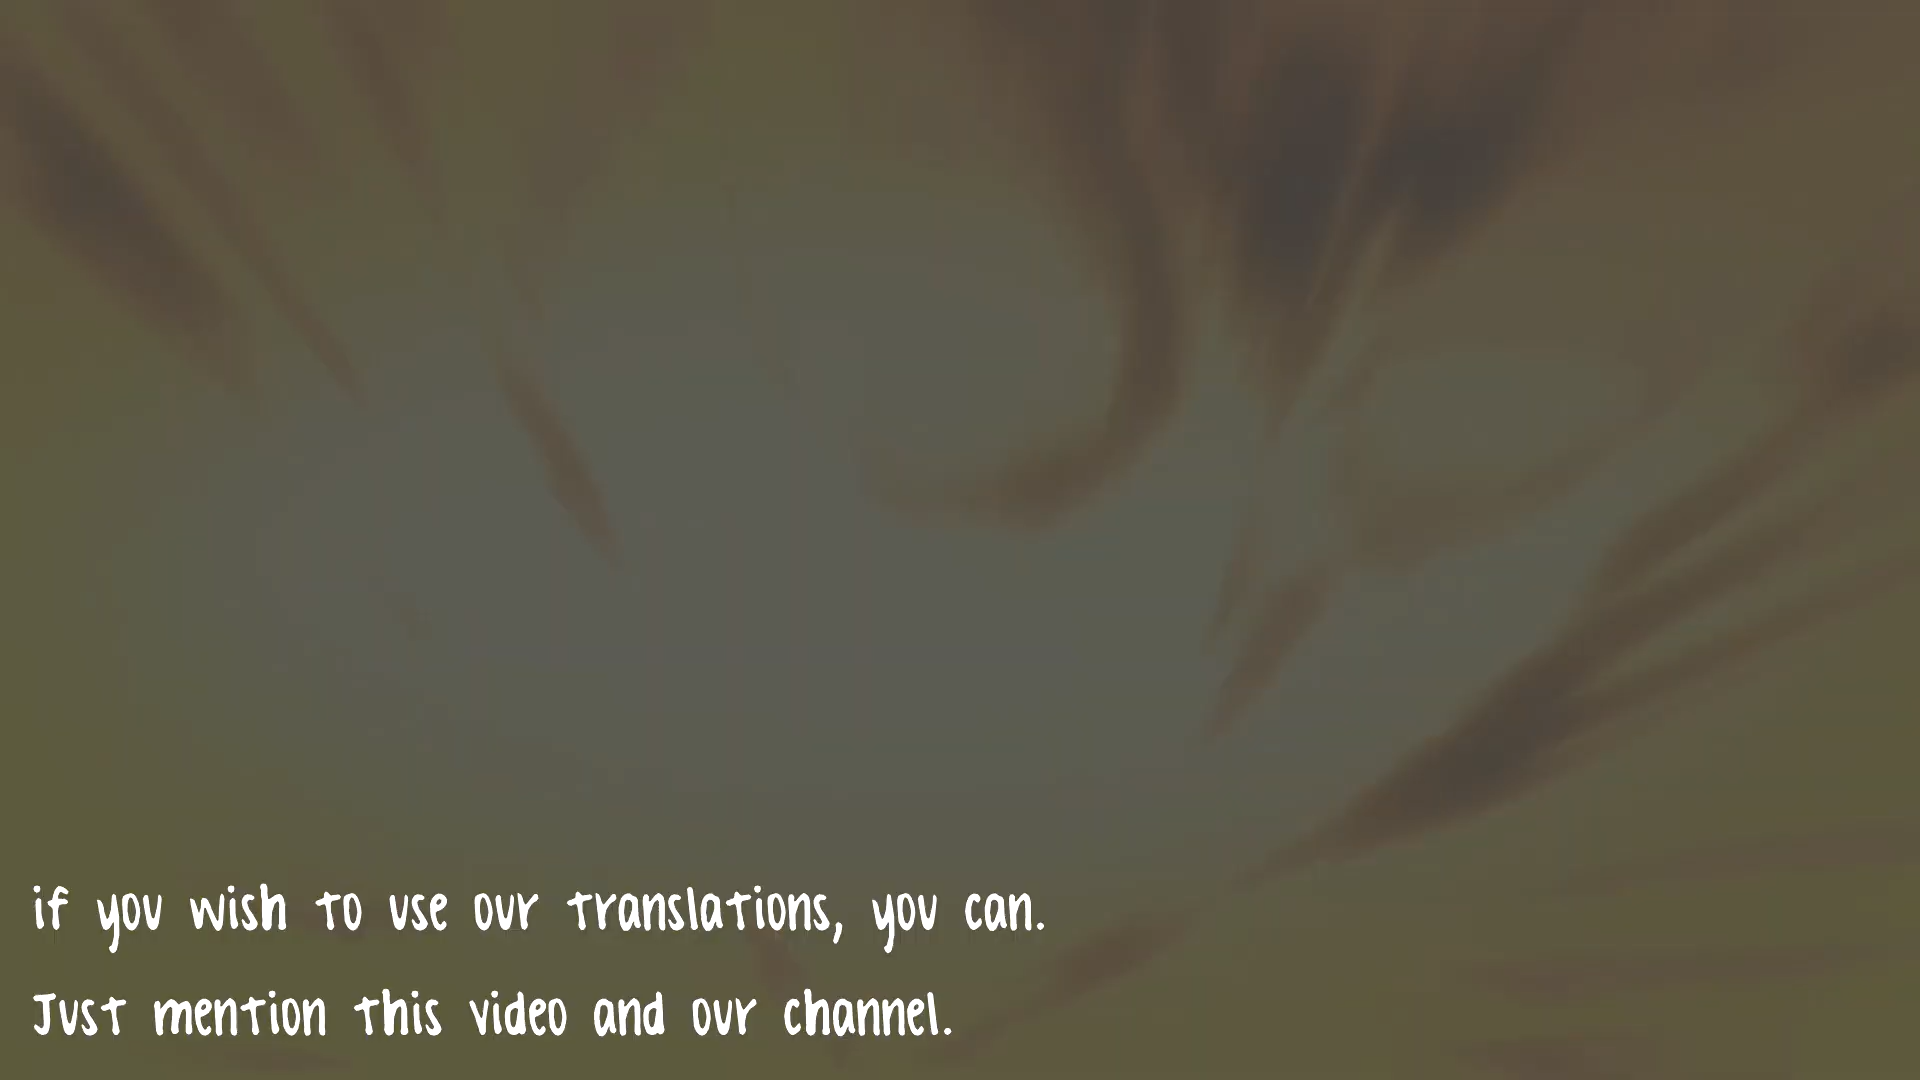 if you wish to use our translations, you can.
Just mention this video and our channel.